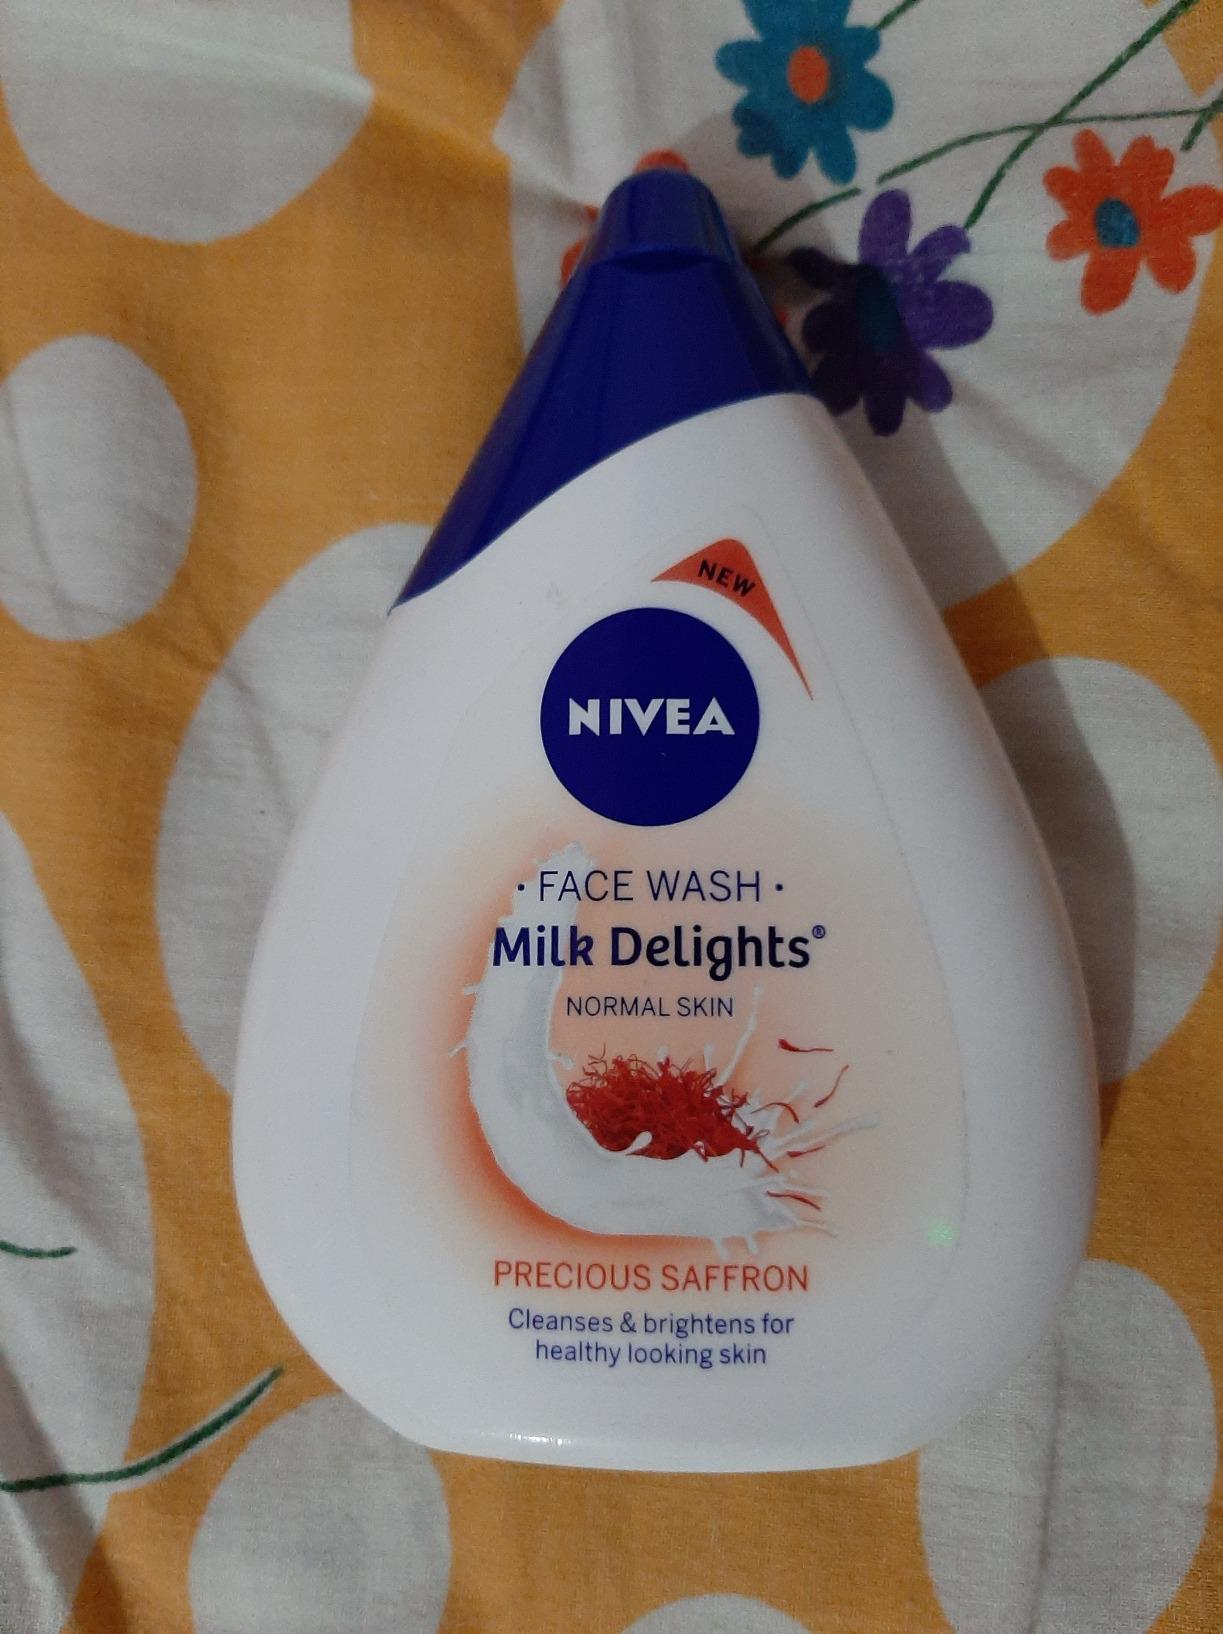 NEW
NIVEA
· FACE WASH ·
Milk Delights®
NORMAL SKIN
PRECIOUS SAFFRON
Cleanses & brightens for
healthy looking skin